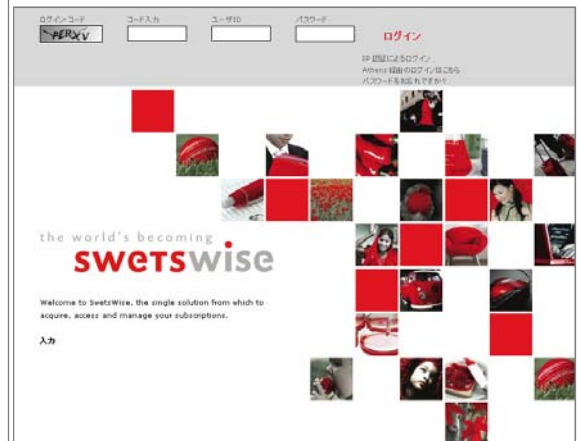 ログイン・コード
コード入力
ユーザID
パスワード
ログイン
IP 認証によるログイン
Athens 経由のログインはこちら
パスワードをお忘れですか?
the world's becoming
swetswise
Welcome to SwetsWise, the single solution from which to
acquire, access and manage your subscriptions.
入力